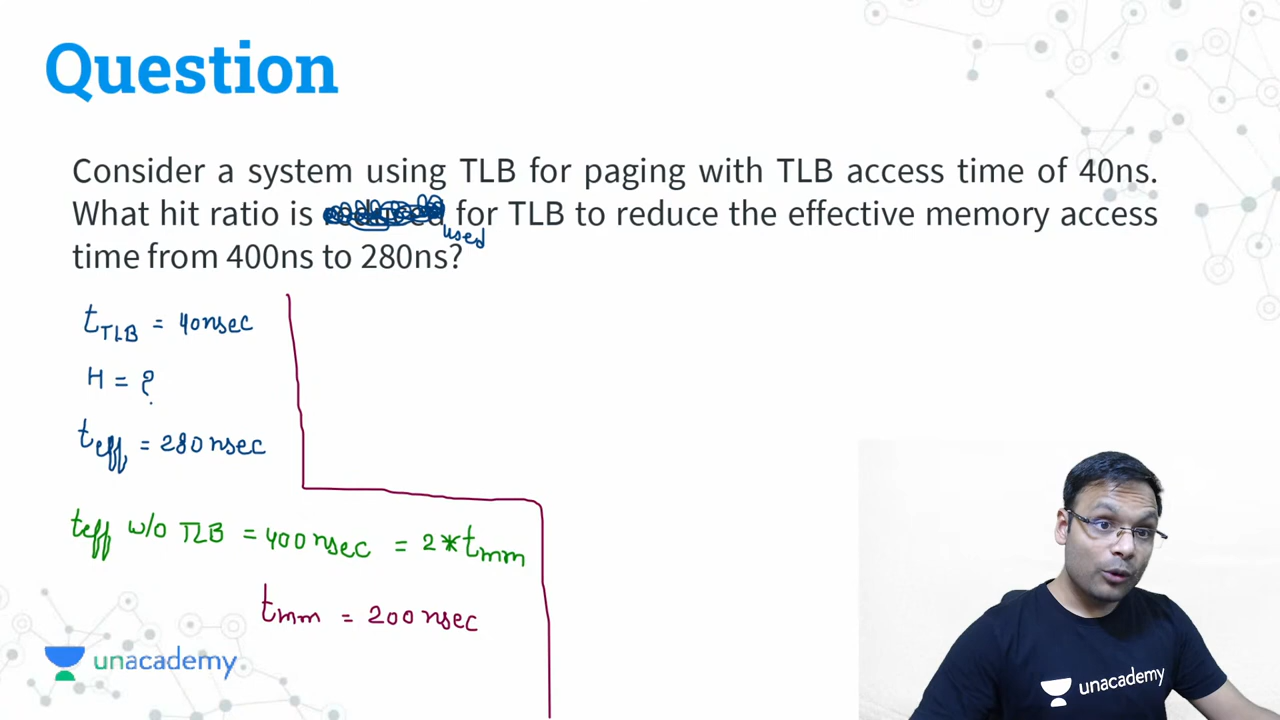 Question
Consider a system using TLB for paging with TLB access time of 40ns.
What hit ratio is for TLB to reduce the effective memory access
used
time from 400ns to 280ns?
tTLB = 40nsec
H = ?
teff = 280nsec
teff w/o TLB = 400nsec = 2*tmm
tmm = 200nsec
unacademy
unacademy